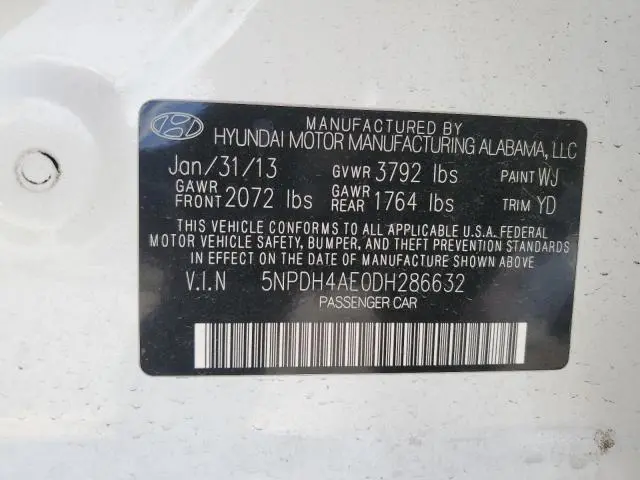 MANUFACTURED BY
HYUNDAI MOTOR MANUFACTURING ALABAMA, LLC
Jan/31/13 GVWR 3792 lbs PAINT WJ
GAWR FRONT 2072 lbs GAWR REAR 1764 lbs TRIM YD
THIS VEHICLE CONFORMS TO ALL APPLICABLE U.S.A. FEDERAL
MOTOR VEHICLE SAFETY, BUMPER, AND THEFT PREVENTION STANDARDS
IN EFFECT ON THE DATE OF MANUFACTURE SHOWN ABOVE
V.I.N 5NPDH4AE0DH286632
PASSENGER CAR